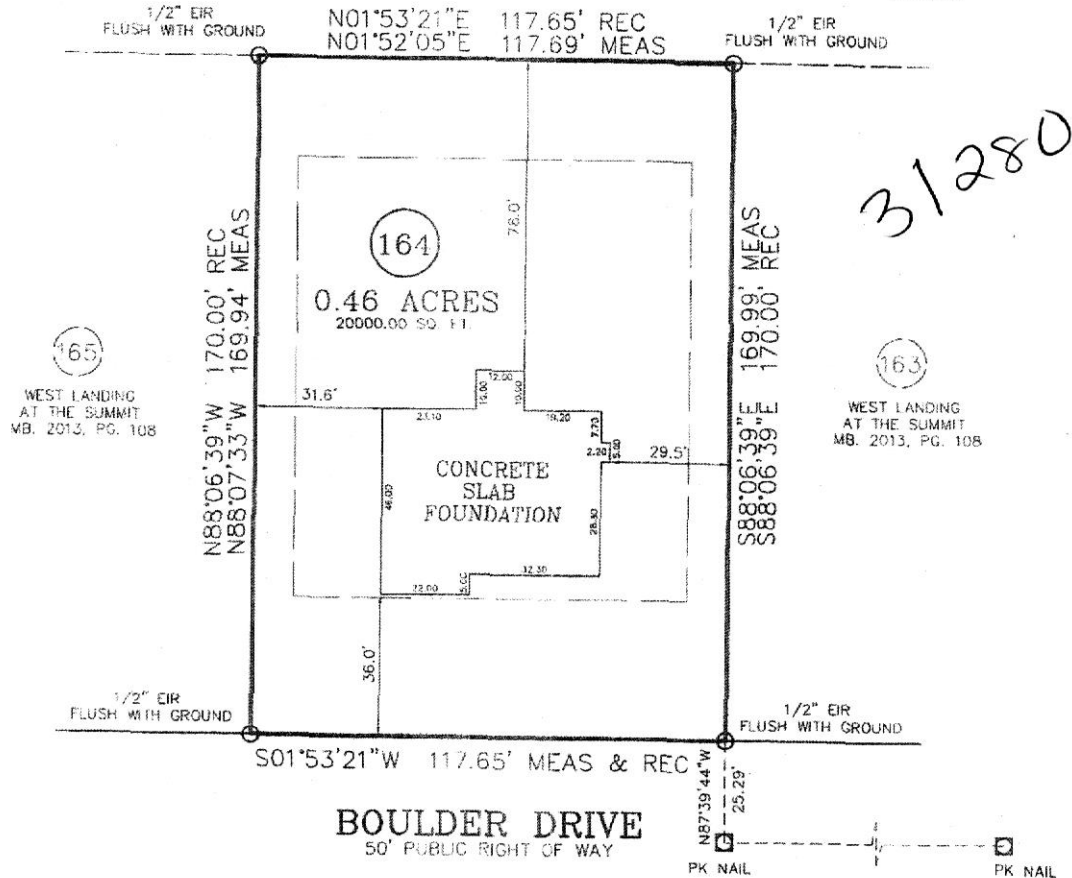 1/2" EIR
FLUSH WITH GROUND
N01°53'21"E 117.65' REC
N01°52'05"E 117.69' MEAS
1/2" EIR
FLUSH WITH GROUND
31280
164
0.46 ACRES
20000.00 SQ. FT.
76.0'
N88°06'39"W 170.00' REC
N88°07'33"W 169.94' MEAS
S88°06'39"E 169.99' MEAS
S88°06'39"E 170.00' REC
165
WEST LANDING
AT THE SUMMIT
MB. 2013, PG. 108
163
WEST LANDING
AT THE SUMMIT
MB. 2013, PG. 108
31.6'
23.10
10.00
12.00
10.00
19.20
7.70
2.20
5.00
29.5'
46.00
CONCRETE
SLAB
FOUNDATION
28.30
22.00
5.00
32.30
36.0'
1/2" EIR
FLUSH WITH GROUND
1/2" EIR
FLUSH WITH GROUND
S01°53'21"W 117.65' MEAS & REC
N87°39'44"W
25.29'
BOULDER DRIVE
50' PUBLIC RIGHT OF WAY
PK NAIL
PK NAIL